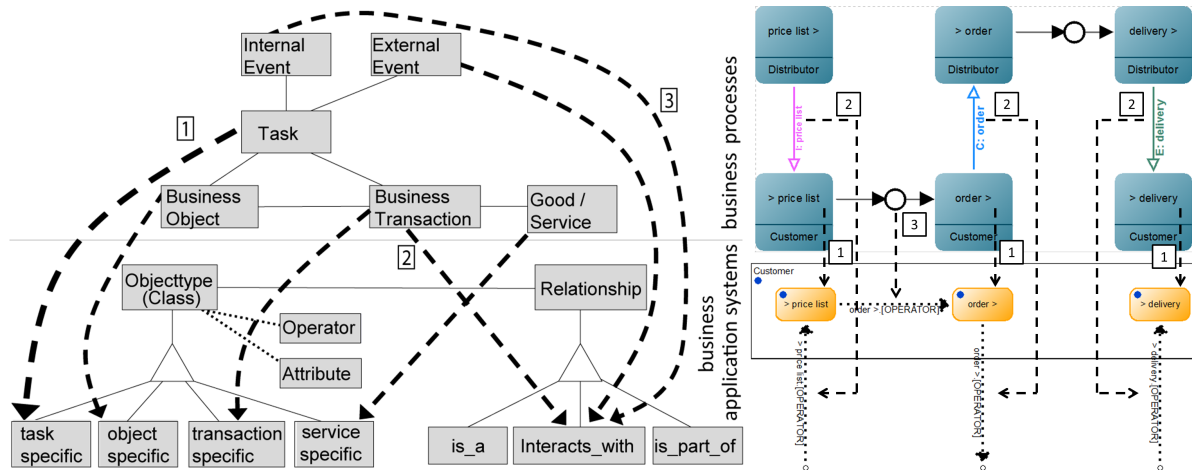 Internal
Event
External
Event
3
1
Task
Business
Object
Business
Transaction
Good /
Service
2
Objecttype
(Class)
Relationship
Operator
Attribute
task
specific
object
specific
transaction
specific
service
specific
is_a
Interacts_with
is_part_of
business processes
business
application systems
price list >
Distributor
> order
Distributor
delivery >
Distributor
2
2
2
I: price list
C: order
E: delivery
> price list
Customer
order >
Customer
> delivery
Customer
3
1
1
1
Customer
> price list
order >.[OPERATOR]
order >
> delivery
> price list.[OPERATOR]
order >.[OPERATOR]
> delivery.[OPERATOR]